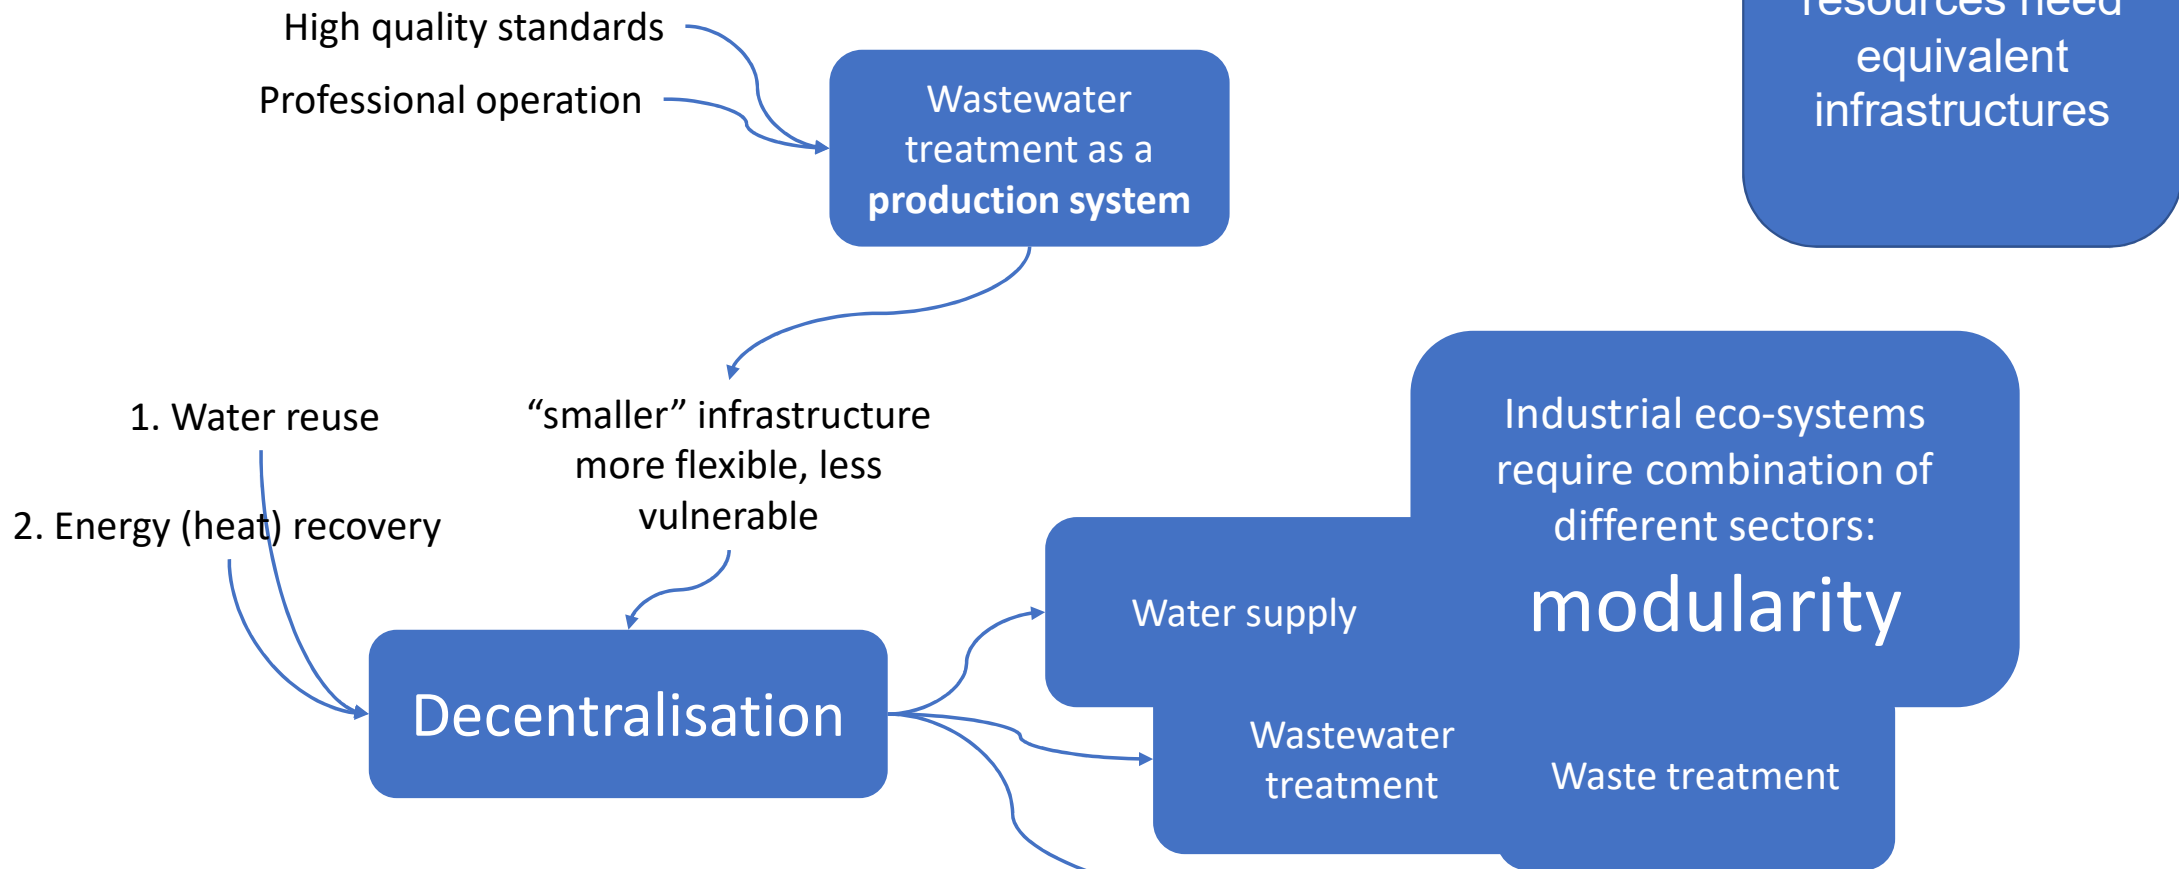 High quality standards
Professional operation
Wastewater
treatment as a
production system
resources need
equivalent
infrastructures
1. Water reuse
2. Energy (heat) recovery
“smaller” infrastructure
more flexible, less
vulnerable
Industrial eco-systems
require combination of
different sectors:
modularity
Water supply
Decentralisation
Wastewater
treatment
Waste treatment